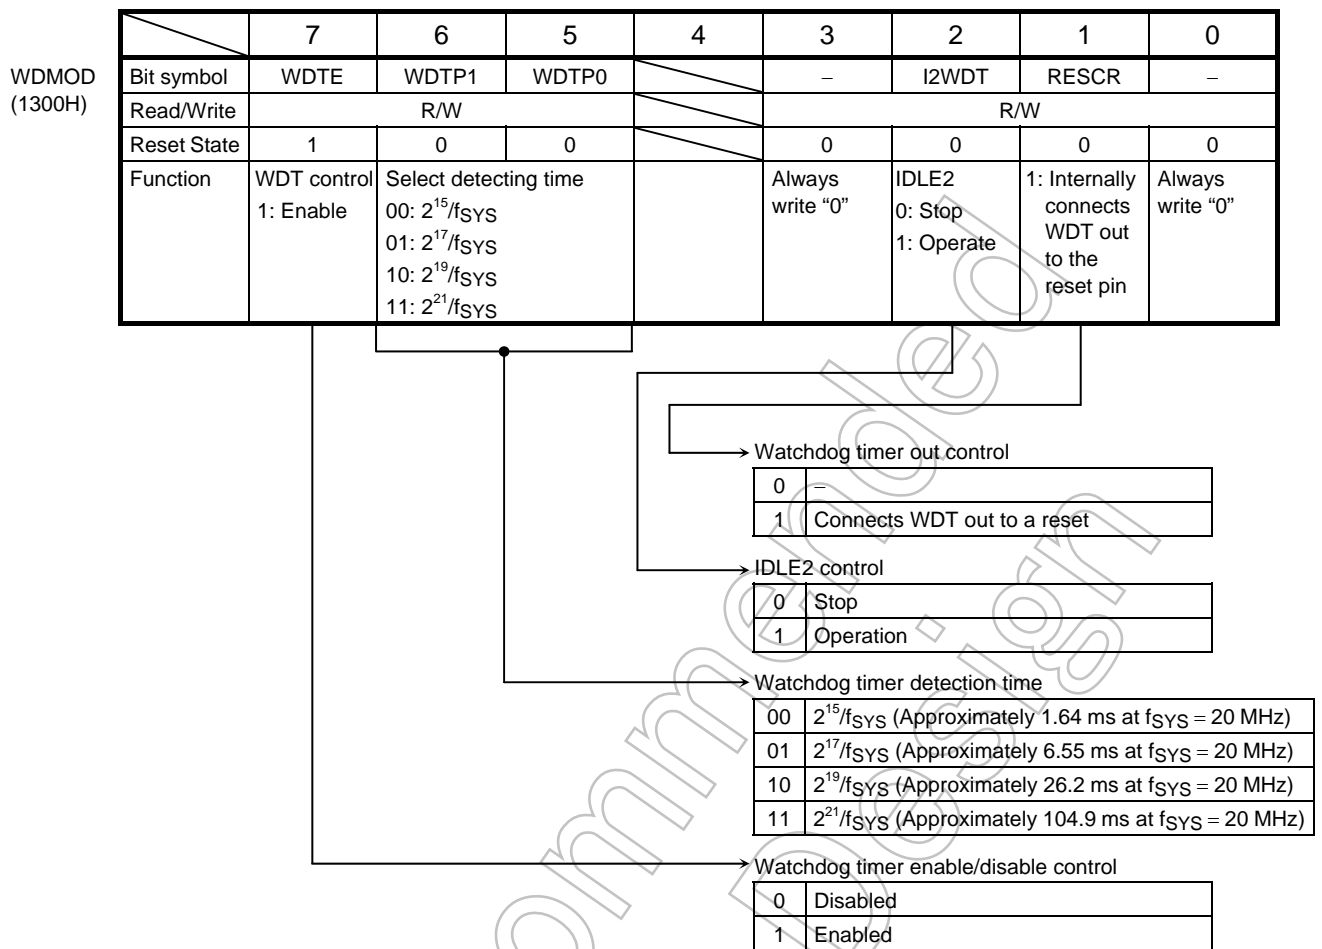 7 6 5 4 3 2 1 0
WDMOD (1300H)
Bit symbol WDTE WDTP1 WDTP0 – I2WDT RESCR –
Read/Write R/W R/W
Reset State 1 0 0 0 0 0 0
Function
WDT control
1: Enable
Select detecting time
00: 2^15/fSYS
01: 2^17/fSYS
10: 2^19/fSYS
11: 2^21/fSYS
Always
write “0”
IDLE2
0: Stop
1: Operate
1: Internally
connects
WDT out
to the
reset pin
Always
write “0”
Watchdog timer out control
0 –
1 Connects WDT out to a reset
IDLE2 control
0 Stop
1 Operation
Watchdog timer detection time
00 2^15/fSYS (Approximately 1.64 ms at fSYS = 20 MHz)
01 2^17/fSYS (Approximately 6.55 ms at fSYS = 20 MHz)
10 2^19/fSYS (Approximately 26.2 ms at fSYS = 20 MHz)
11 2^21/fSYS (Approximately 104.9 ms at fSYS = 20 MHz)
Watchdog timer enable/disable control
0 Disabled
1 Enabled
ommended
Design